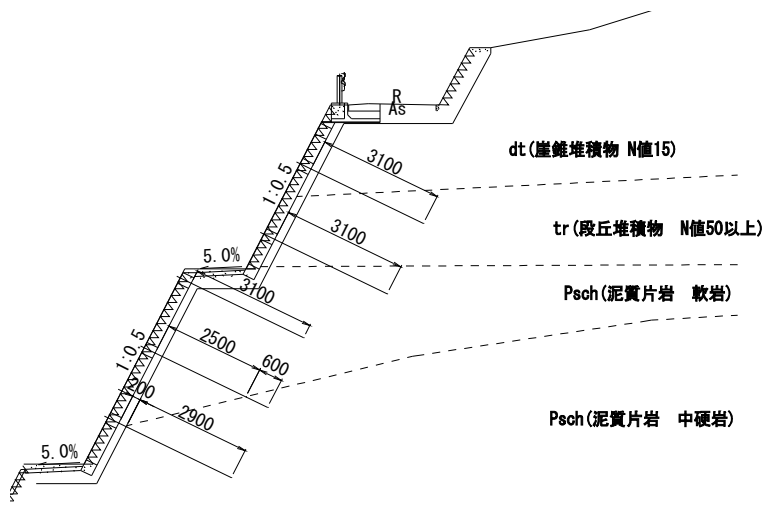 R
As
3100
dt(崖錐堆積物 N値15)
1:0.5
3100
tr(段丘堆積物 N値50以上)
5.0%
3100
Psch(泥質片岩 軟岩)
1:0.5
2500
600
200
2900
Psch(泥質片岩 中硬岩)
5.0%